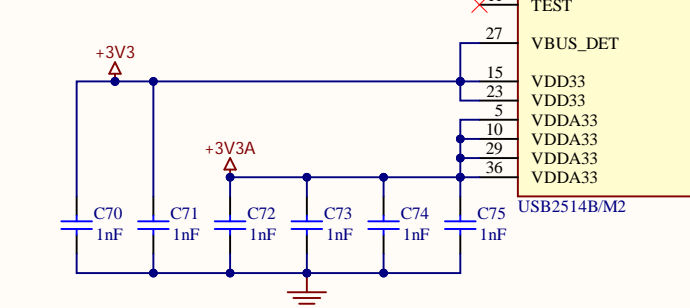 TEST
27 VBUS_DET
+3V3
15 VDD33
23 VDD33
5 VDDA33
10 VDDA33
29 VDDA33
36 VDDA33
+3V3A
USB2514B/M2
C70 C71 C72 C73 C74 C75
1nF 1nF 1nF 1nF 1nF 1nF